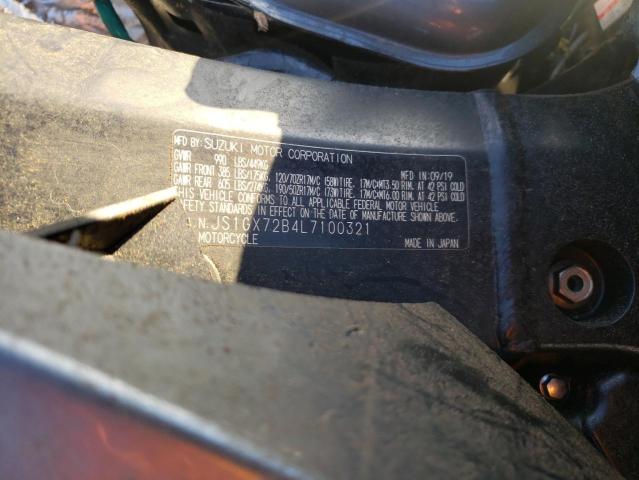 MFD BY: SUZUKI MOTOR CORPORATION
GVWR 990 LBS/449KG MFD IN:09/19
GAWR FRONT 385 LBS/175KG, 120/70ZR17M/C (58W)TIRE, 17M/C×MT3.50 RIM, AT 42 PSI COLD
GAWR REAR 605 LBS/274KG, 190/50ZR17M/C (73W)TIRE, 17M/C×MT6.00 RIM, AT 42 PSI COLD
THIS VEHICLE CONFORMS TO ALL APPLICABLE FEDERAL MOTOR VEHICLE
FETY STANDARDS IN EFFECT ON THE DATE OF MANUFACTURE SHOWN ABOVE.
N:JS1GX72B4L7100321
MOTORCYCLE MADE IN JAPAN